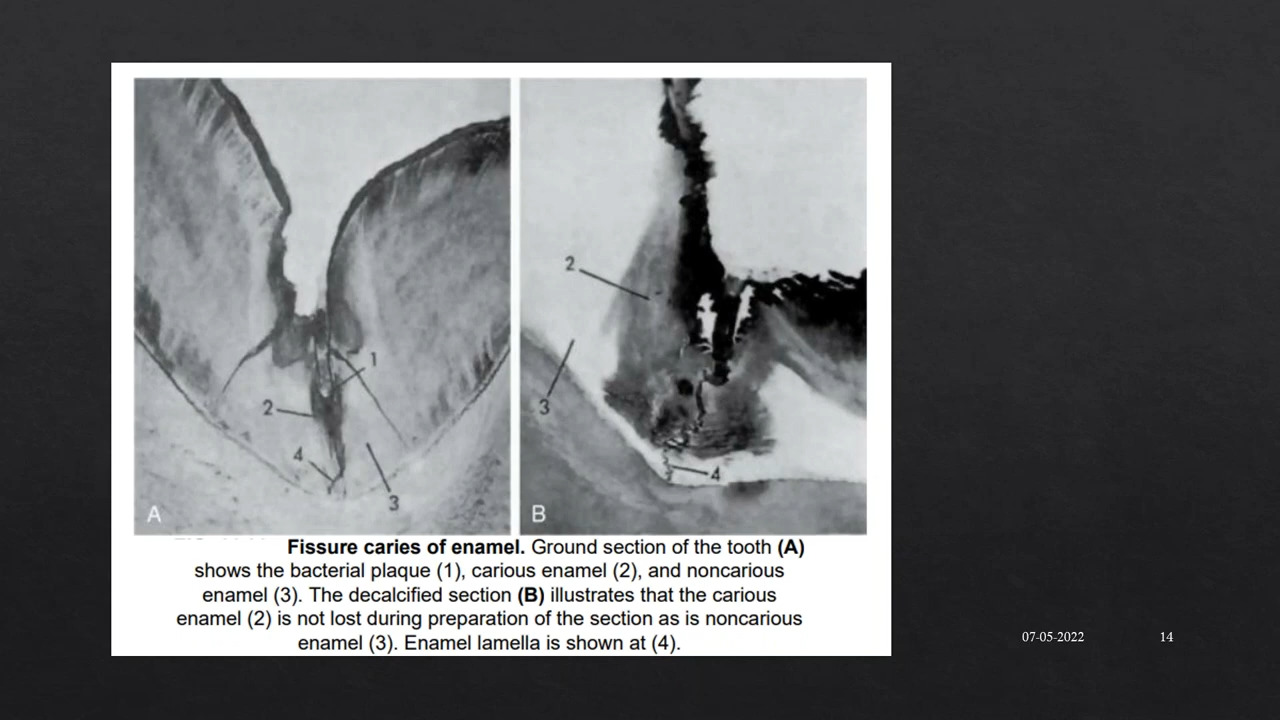 1
2
4
3
A
2
3
4
B
Fissure caries of enamel. Ground section of the tooth (A)
shows the bacterial plaque (1), carious enamel (2), and noncarious
enamel (3). The decalcified section (B) illustrates that the carious
enamel (2) is not lost during preparation of the section as is noncarious
enamel (3). Enamel lamella is shown at (4).
07-05-2022
14